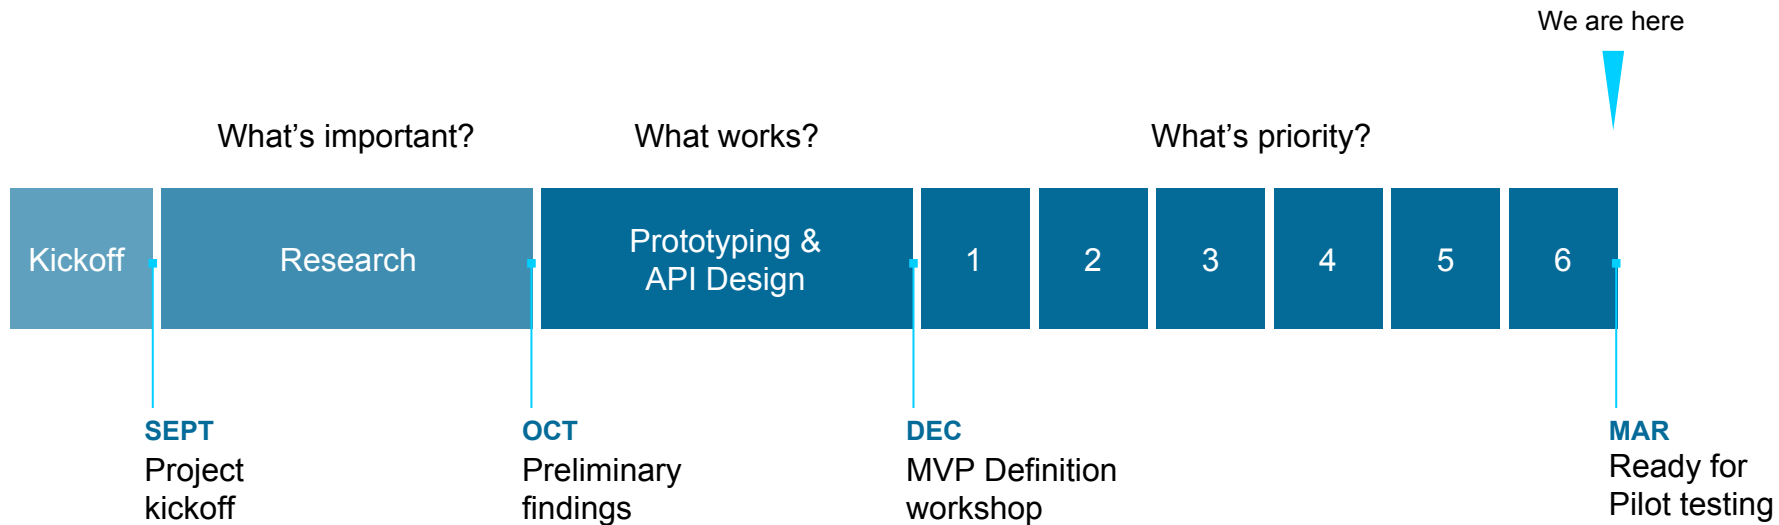 We are here
What’s important?
What works?
What’s priority?
Kickoff
Research
Prototyping &
API Design
1
2
3
4
5
6
SEPT
Project
kickoff
OCT
Preliminary
findings
DEC
MVP Definition
workshop
MAR
Ready for
Pilot testing